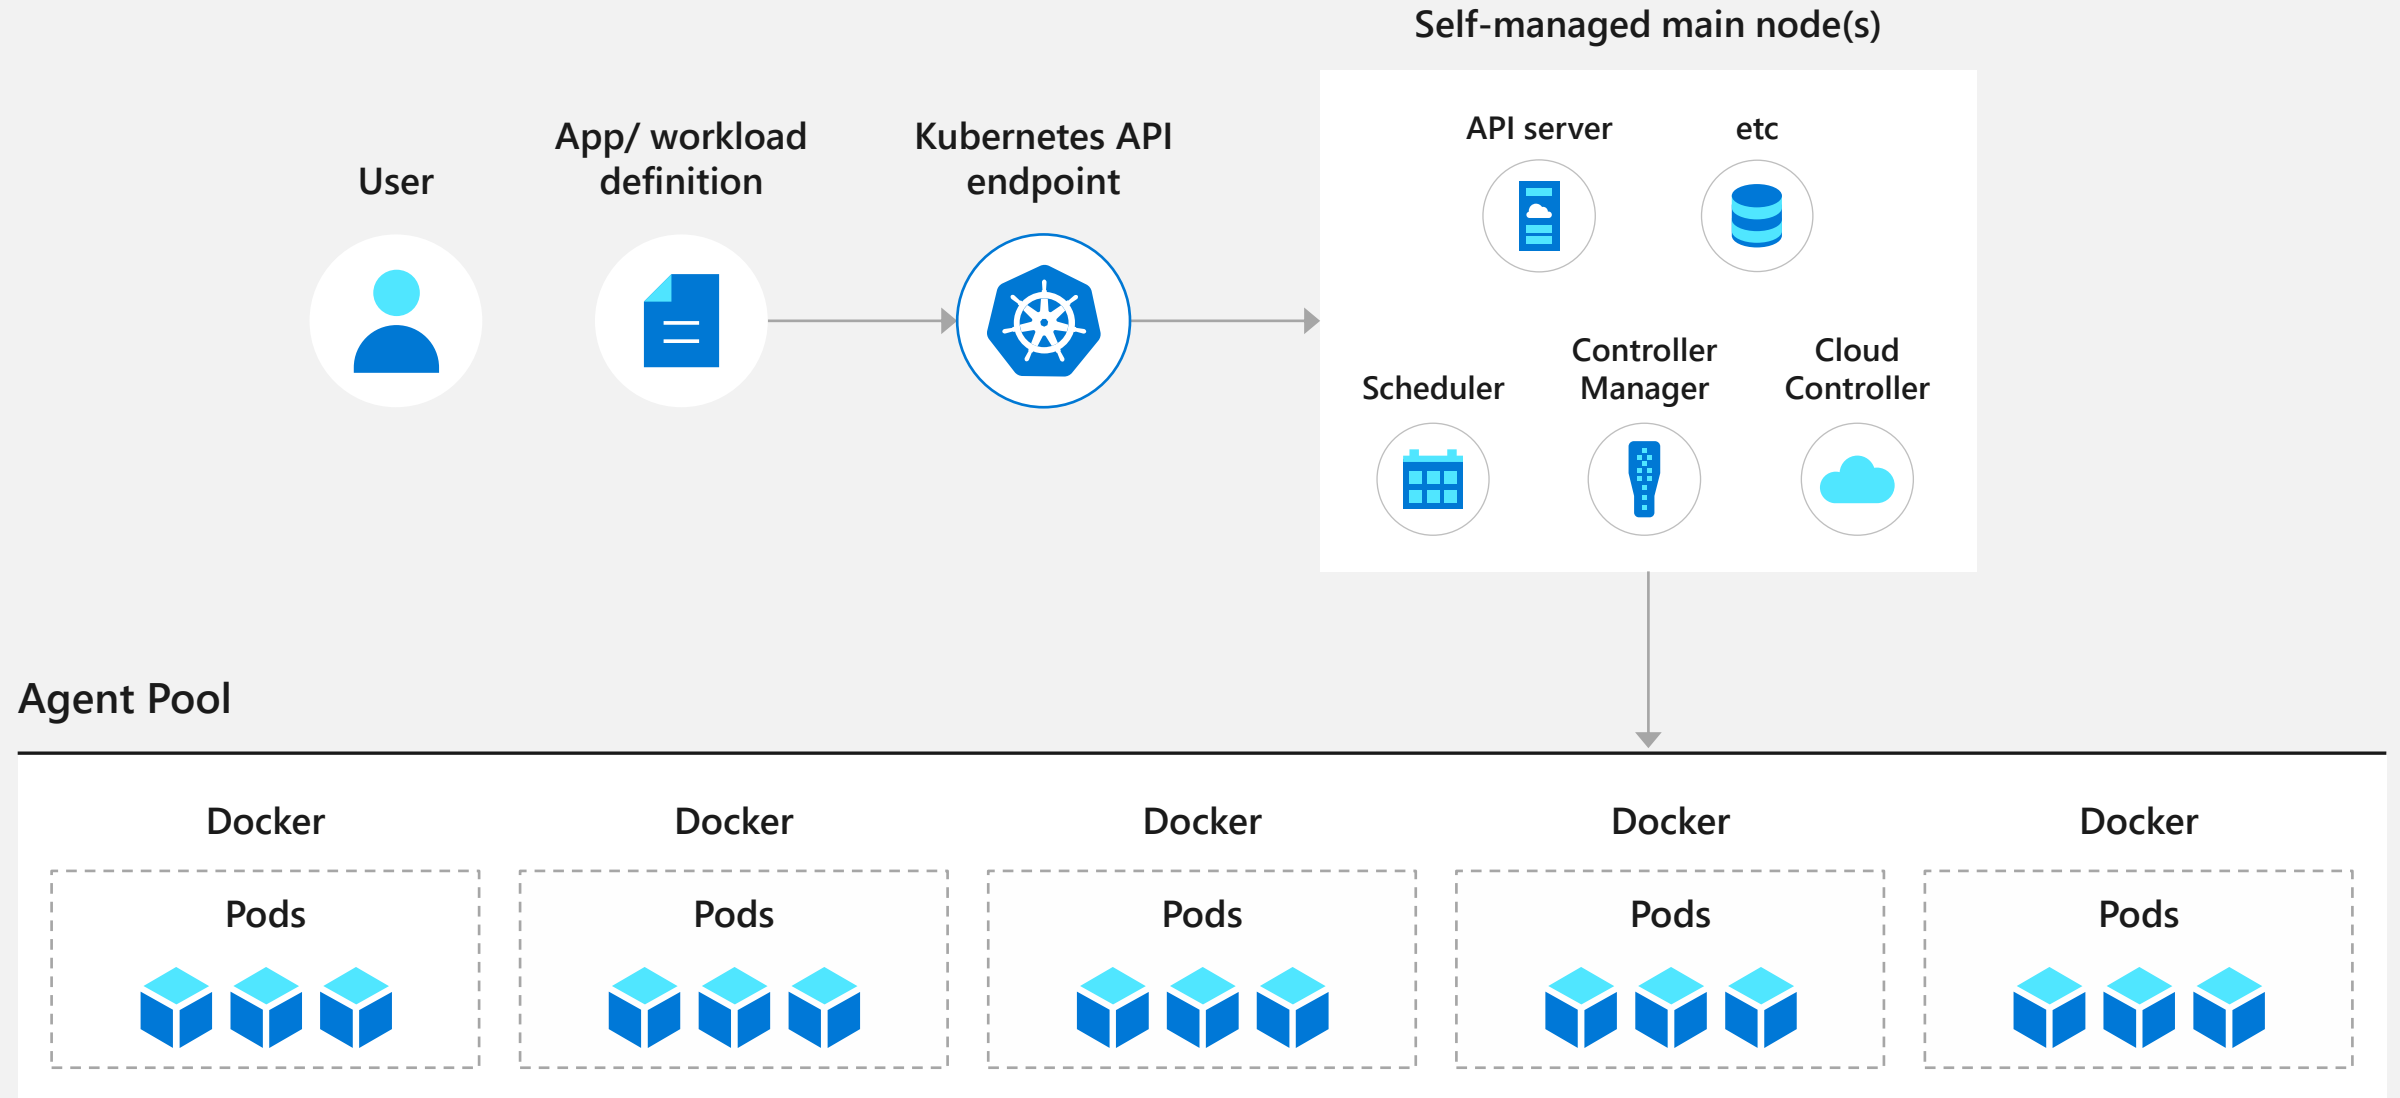 Self-managed main node(s)
User
App/ workload
definition
Kubernetes API
endpoint
API server
etc
Scheduler
Controller
Manager
Cloud
Controller
Agent Pool
Docker
Docker
Docker
Docker
Docker
Pods
Pods
Pods
Pods
Pods